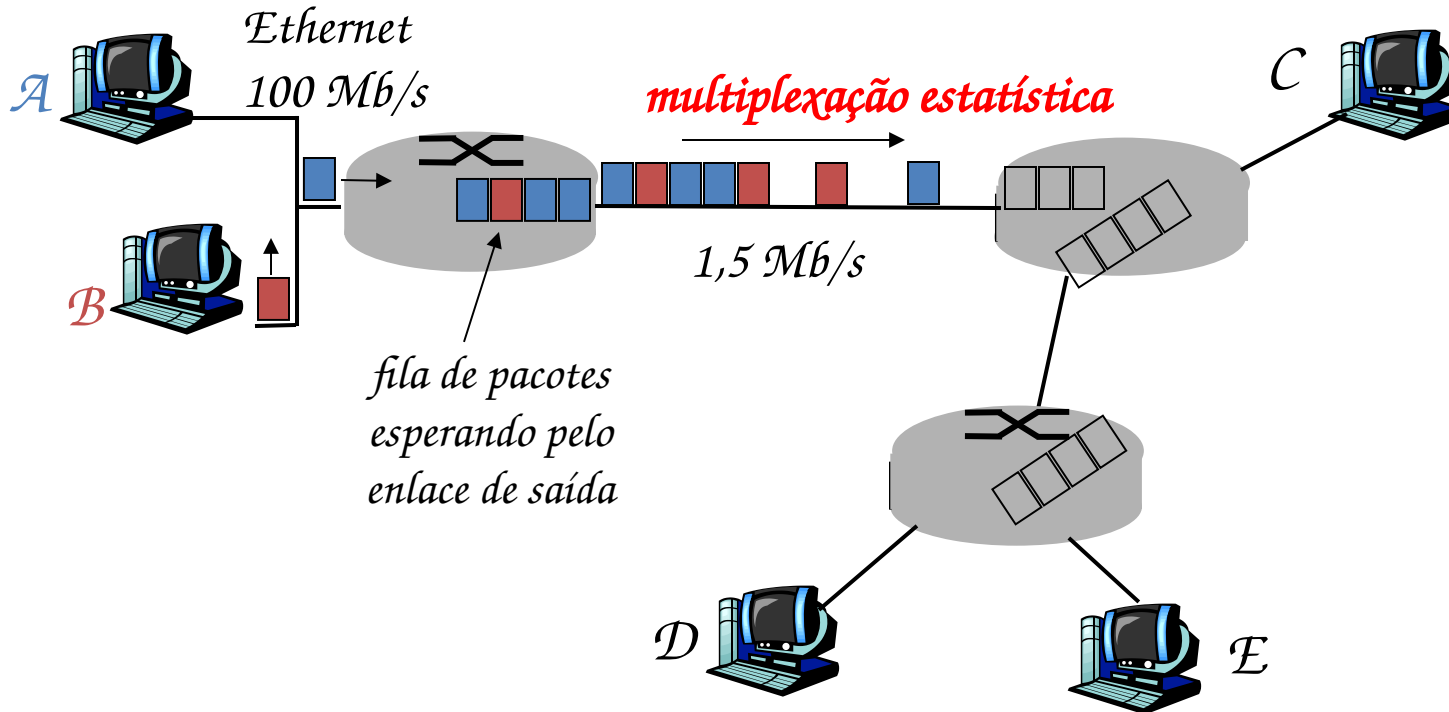 Ethernet
100 Mb/s
A
multiplexação estatística
C
B
1,5 Mb/s
fila de pacotes
esperando pelo
enlace de saída
D
E